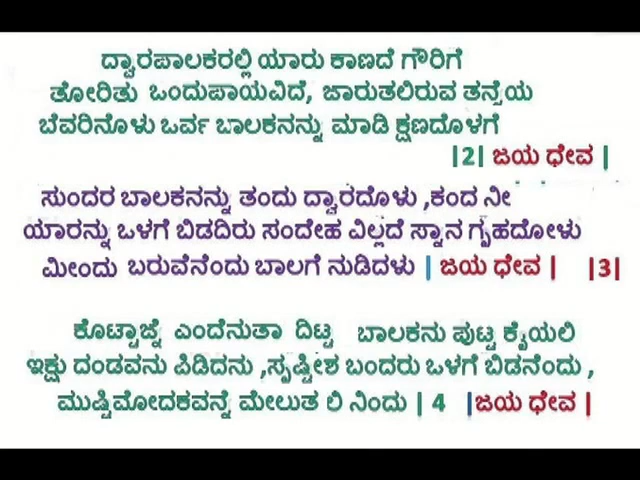 ದ್ವಾರಪಾಲಕರಲ್ಲಿ ಯಾರು ಕಾಣದೆ ಗೌರಿಗೆ
ತೋರಿತು ಒಂದುಪಾಯವಿದೆ, ಜಾರುತಲಿರುವ ತನ್ನೆಯ
ಬೆವರಿನೊಳು ಒರ್ವ ಬಾಲಕನನ್ನು ಮಾಡಿ ಕ್ಷಣದೊಳಗೆ
|2| ಜಯ ಧೇವ |
ಸುಂದರ ಬಾಲಕನನ್ನು ತಂದು ದ್ವಾರದೊಳು ,ಕಂದ ನೀ
ಯಾರನ್ನು ಒಳಗೆ ಬಿಡದಿರು ಸಂದೇಹ ವಿಲ್ಲದೆ ಸ್ನಾನ ಗೃಹದೋಳು
ಮೀಂದು ಬರುವೆನೆಂದು ಬಾಲಗೆ ನುಡಿದಳು | ಜಯ ಧೇವ | |3|
ಕೊಟ್ಟಾಜ್ನೆ ಎಂದೆನುತಾ ದಿಟ್ಟ ಬಾಲಕನು ಪುಟ್ಟ ಕೈಯಲಿ
ಇಕ್ಷು ದಂಡವನು ಪಿಡಿದನು ,ಸೃಷ್ಟೀಶ ಬಂದರು ಒಳಗೆ ಬಿಡನೆಂದು ,
ಮುಷ್ಟಿಮೋದಕವನ್ನೆ ಮೇಲುತ ಲಿ ನಿಂದು | 4 |ಜಯ ಧೇವ |